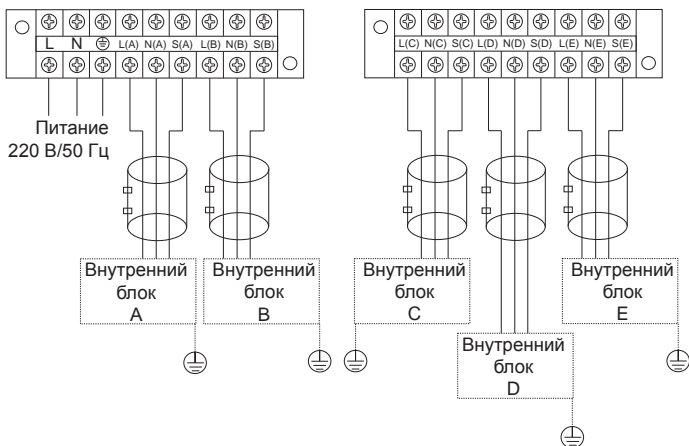 L N L(A) N(A) S(A) L(B) N(B) S(B)
L(C) N(C) S(C) L(D) N(D) S(D) L(E) N(E) S(E)
Питание
220 В/50 Гц
Внутренний
блок
A
Внутренний
блок
B
Внутренний
блок
C
Внутренний
блок
D
Внутренний
блок
E